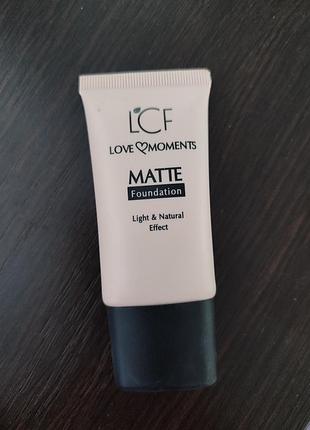 LCF
LOVE MOMENTS
MATTE
Foundation
Light & Natural
Effect